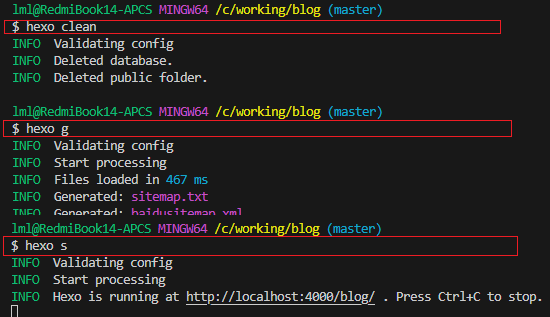 lml@RedmiBook14-APCS MINGW64 /c/working/blog (master)
$ hexo clean
INFO  Validating config
INFO  Deleted database.
INFO  Deleted public folder.
lml@RedmiBook14-APCS MINGW64 /c/working/blog (master)
$ hexo g
INFO  Validating config
INFO  Start processing
INFO  Files loaded in 467 ms
INFO  Generated: sitemap.txt
INFO  Generated: baidusitemap.xml
lml@RedmiBook14-APCS MINGW64 /c/working/blog (master)
$ hexo s
INFO  Validating config
INFO  Start processing
INFO  Hexo is running at http://localhost:4000/blog/ . Press Ctrl+C to stop.